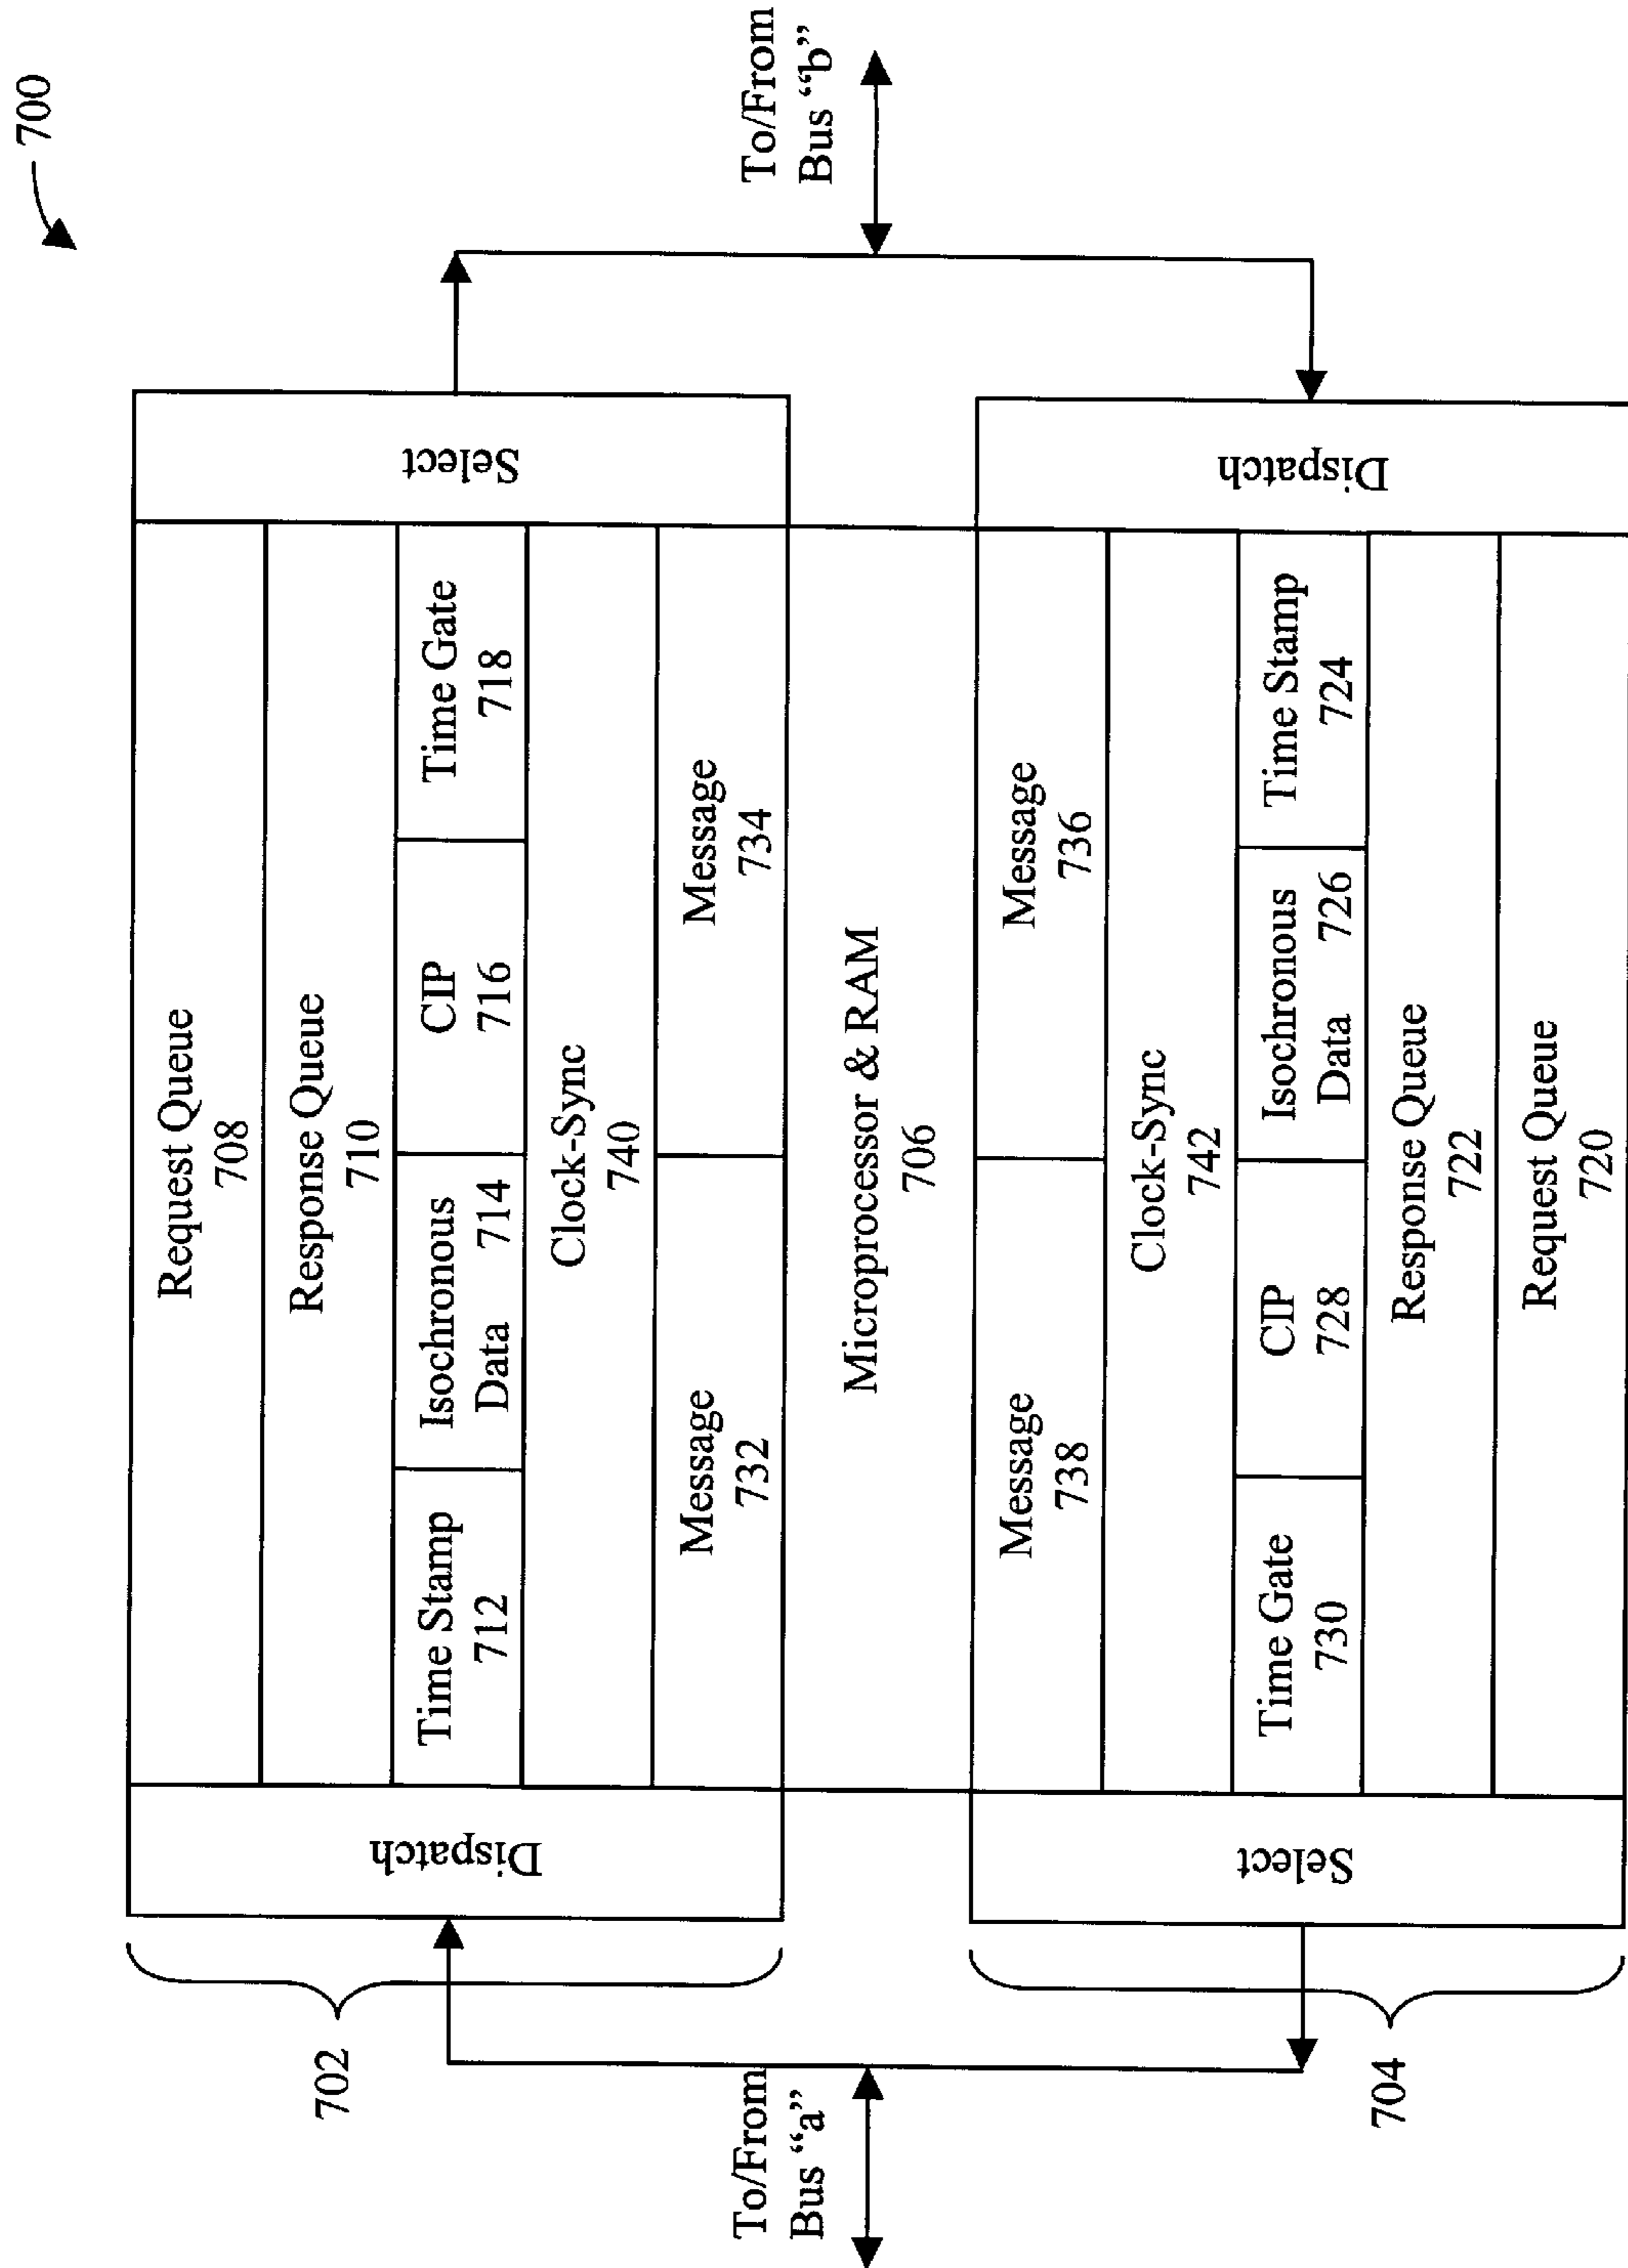 700
To/From
Bus “b”
Select
Dispatch
Request Queue
708
Response Queue
710
Time Stamp
712
Isochronous
Data 714
CIP
716
Time Gate
718
Clock-Sync
740
Message
732
Message
734
Microprocessor & RAM
706
Message
738
Message
736
Clock-Sync
742
Time Gate
730
CIP
728
Isochronous
Data 726
Time Stamp
724
Response Queue
722
Request Queue
720
Dispatch
Select
702
704
To/From
Bus “a”